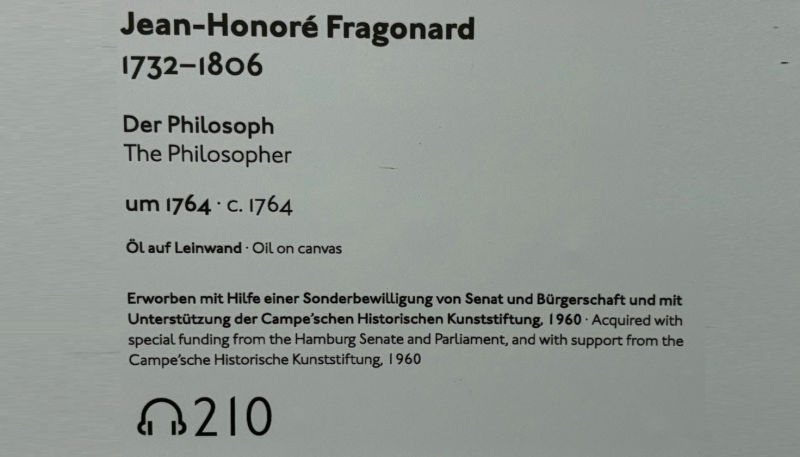 Jean-Honoré Fragonard
1732–1806
Der Philosoph
The Philosopher
um 1764 · c. 1764
Öl auf Leinwand · Oil on canvas
Erworben mit Hilfe einer Sonderbewilligung von Senat und Bürgerschaft und mit
Unterstützung der Campe’schen Historischen Kunststiftung, 1960 · Acquired with
special funding from the Hamburg Senate and Parliament, and with support from the
Campe’sche Historische Kunststiftung, 1960
210